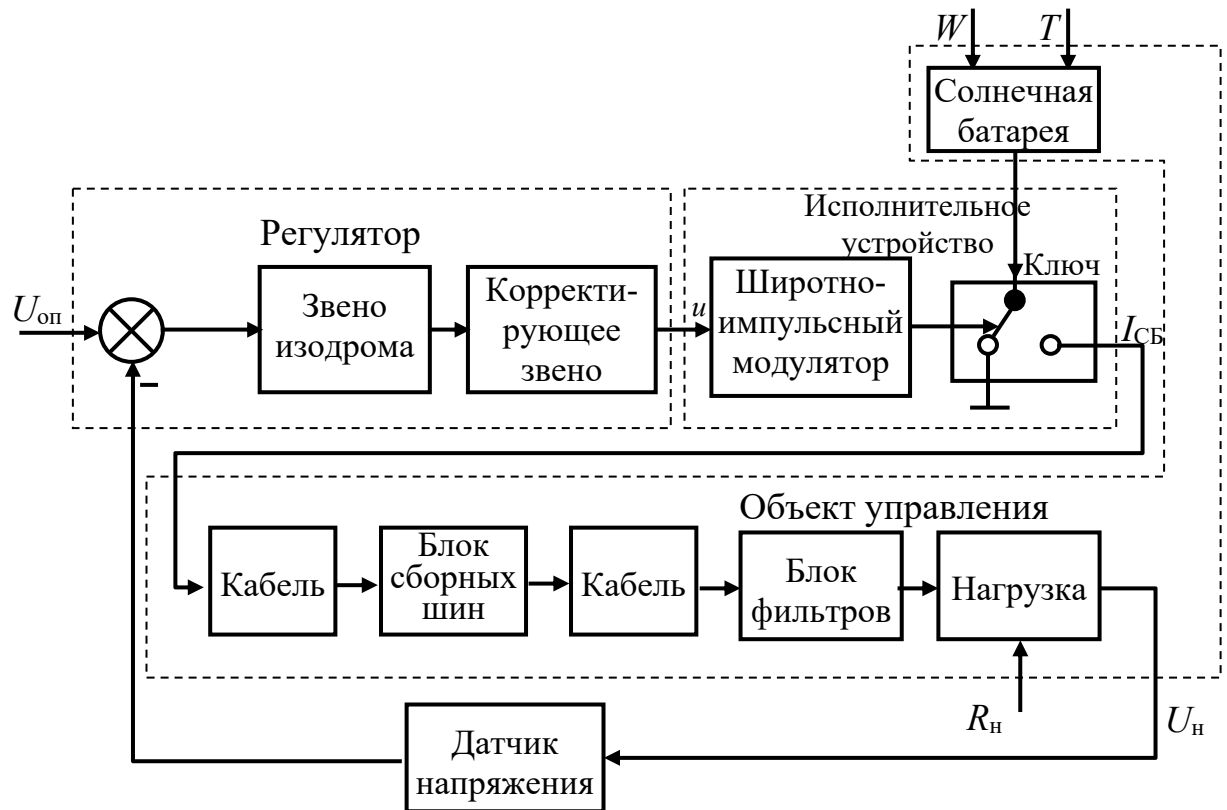 W
T
Солнечная
батарея
Исполнительное
устройство
Регулятор
Ключ
Uоп
Звено
изодрома
Корректи-
рующее
звено
u
Широтно-
импульсный
модулятор
IСБ
–
Объект управления
Кабель
Блок
сборных
шин
Кабель
Блок
фильтров
Нагрузка
Rн
Uн
Датчик
напряжения